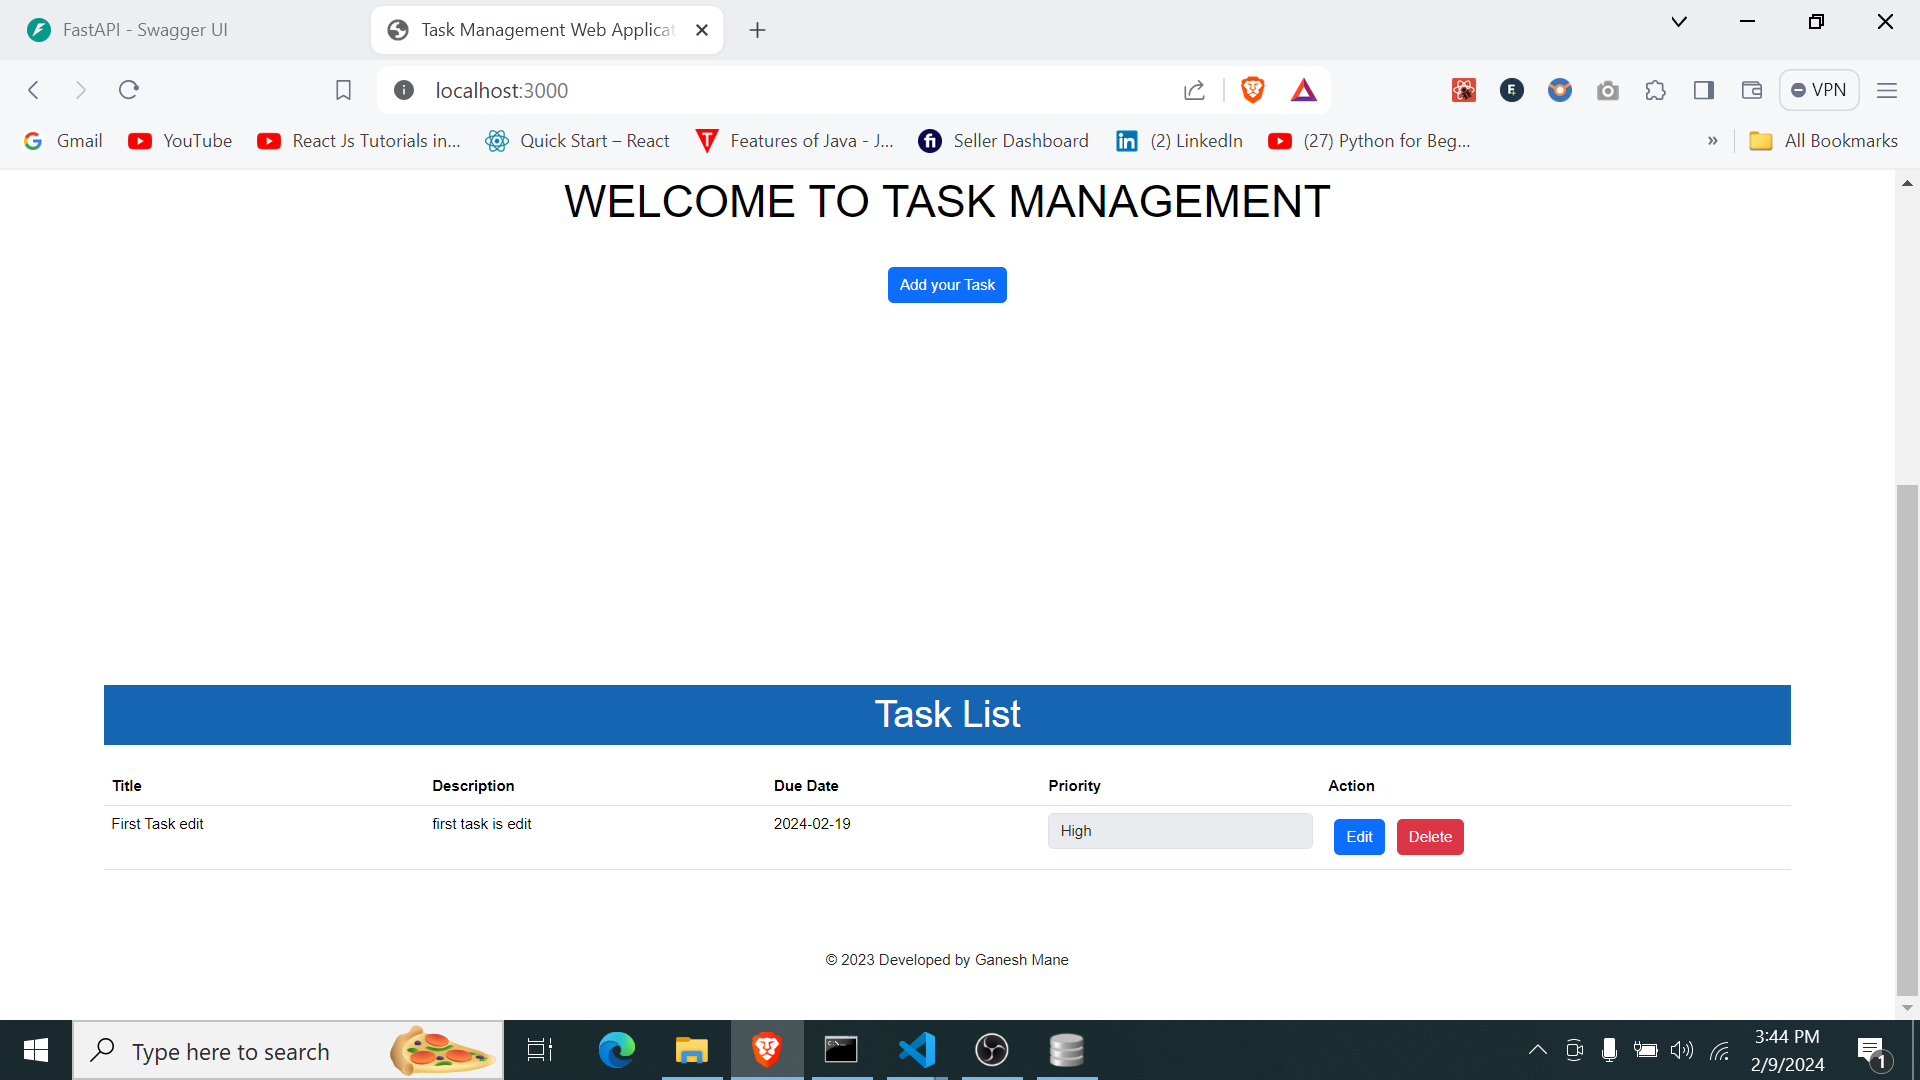 FastAPI - Swagger UI
Task Management Web Applicat
localhost:3000
VPN
Gmail
YouTube
React Js Tutorials in...
Quick Start – React
Features of Java - J...
Seller Dashboard
(2) LinkedIn
(27) Python for Beg...
»
All Bookmarks
WELCOME TO TASK MANAGEMENT
Add your Task
Task List
Title Description Due Date Priority Action
First Task edit first task is edit 2024-02-19 High Edit Delete
© 2023 Developed by Ganesh Mane
Type here to search
3:44 PM
2/9/2024
1